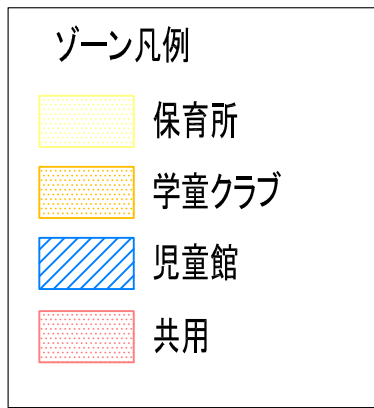 ゾーン凡例
保育所
学童クラブ
児童館
共用